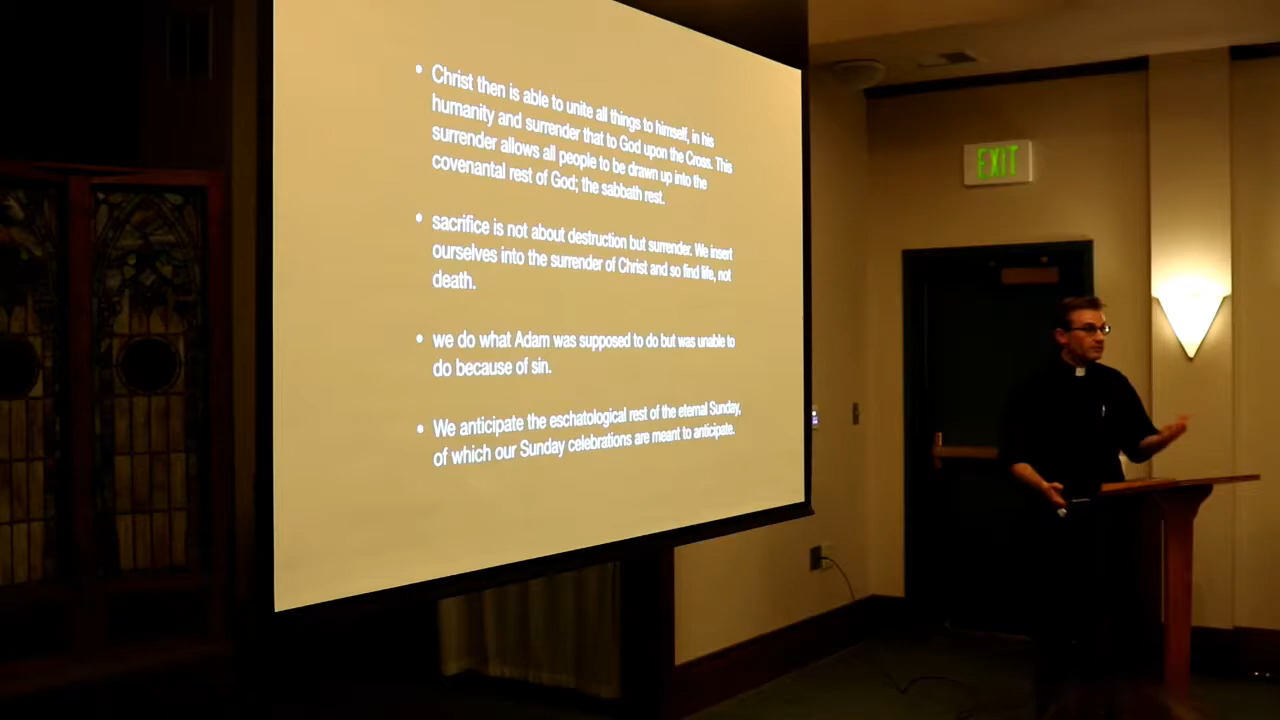 • Christ then is able to unite all things to himself, in his
humanity and surrender that to God upon the Cross. This
surrender allows all people to be drawn up into the
covenantal rest of God; the sabbath rest.
• sacrifice is not about destruction but surrender. We insert
ourselves into the surrender of Christ and so find life, not
death.
• we do what Adam was supposed to do but was unable to
do because of sin.
• We anticipate the eschatological rest of the eternal Sunday,
of which our Sunday celebrations are meant to anticipate.
EXIT